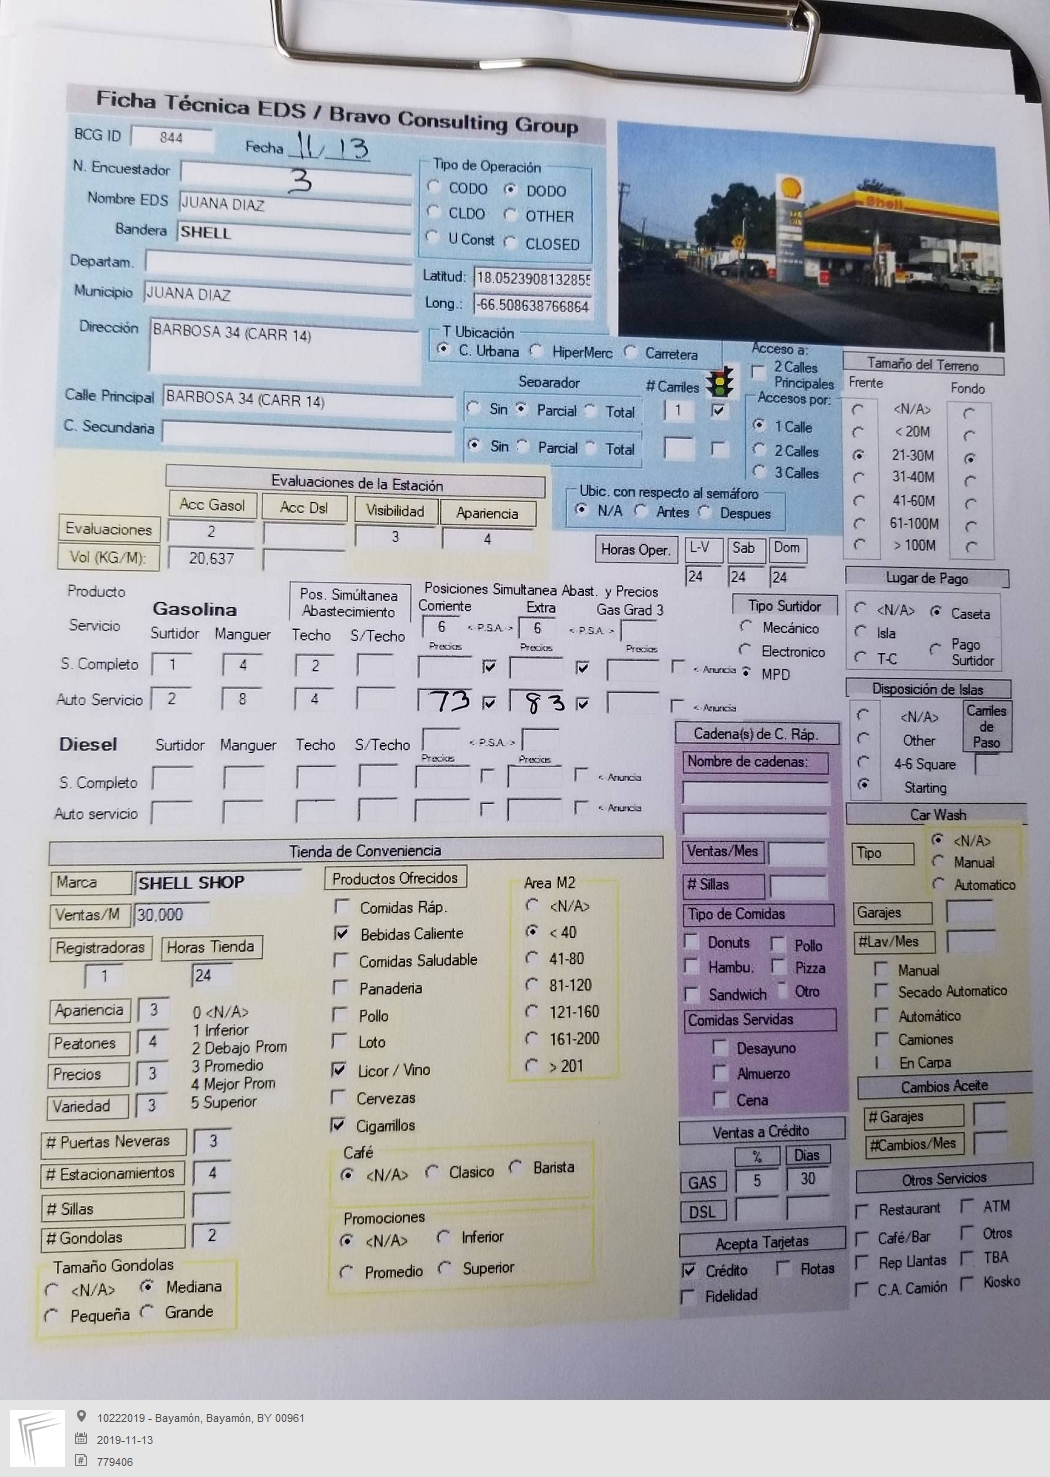 Ficha Técnica EDS / Bravo Consulting Group
BCG ID 844 Fecha 11/13
N. Encuestador 3
Nombre EDS JUANA DIAZ
Bandera SHELL
Departam.
Municipio JUANA DIAZ
Dirección BARBOSA 34 (CARR 14)
Calle Principal BARBOSA 34 (CARR 14)
C. Secundaria
Tipo de Operación
CODO DODO
CLDO OTHER
U Const CLOSED
Latitud: 18.0523908132855
Long.: -66.508638766864
Shell
T Ubicación
C. Urbana HiperMerc Carretera
Separador # Carriles
Sin Parcial Total 1
Sin Parcial Total
Acceso a:
2 Calles
Principales
Accesos por:
1 Calle
2 Calles
3 Calles
Ubic. con respecto al semáforo
N/A Antes Despues
Tamaño del Terreno
Frente Fondo
<N/A>
< 20M
21-30M
31-40M
41-60M
61-100M
> 100M
Evaluaciones de la Estación
Acc Gasol Acc Dsl Visibilidad Apariencia
Evaluaciones 2 3 4
Vol (KG/M): 20,637
Horas Oper. L-V Sab Dom
24 24 24
Lugar de Pago
<N/A> Caseta
Isla
T-C Pago
Surtidor
Producto Gasolina
Servicio Surtidor Manguer
Pos. Simúltanea
Abastecimiento
Techo S/Techo
Posiciones Simultanea Abast. y Precios
Corriente Extra Gas Grad 3
6 <-P.S.A.-> 6 <-P.S.A.->
Precios Precios Precios
S. Completo 1 4 2 <- Anuncia
Auto Servicio 2 8 4 73 83 <- Anuncia
Tipo Surtidor
Mecánico
Electronico
MPD
Disposición de Islas
<N/A>
Other
4-6 Square
Starting
Carriles
de
Paso
Diesel Surtidor Manguer Techo S/Techo <-P.S.A.->
Precios Precios
S. Completo <- Anuncia
Auto servicio <- Anuncia
Cadena(s) de C. Ráp.
Nombre de cadenas:
Ventas/Mes
# Sillas
Tipo de Comidas
Donuts Pollo
Hambu. Pizza
Sandwich Otro
Comidas Servidas
Desayuno
Almuerzo
Cena
Car Wash
Tipo
<N/A>
Manual
Automatico
Garajes
#Lav/Mes
Manual
Secado Automatico
Automático
Camiones
En Carpa
Cambios Aceite
# Garajes
#Cambios/Mes
Tienda de Conveniencia
Marca SHELL SHOP
Ventas/M 30,000
Registradoras Horas Tienda
1 24
Apariencia 3
Peatones 4
Precios 3
Variedad 3
0 <N/A>
1 Inferior
2 Debajo Prom
3 Promedio
4 Mejor Prom
5 Superior
# Puertas Neveras 3
# Estacionamientos 4
# Sillas
# Gondolas 2
Tamaño Gondolas
<N/A> Mediana
Pequeña Grande
Productos Ofrecidos
Comidas Ráp.
Bebidas Caliente
Comidas Saludable
Panaderia
Pollo
Loto
Licor / Vino
Cervezas
Cigarrillos
Area M2
<N/A>
< 40
41-80
81-120
121-160
161-200
> 201
Café
<N/A> Clasico Barista
Promociones
<N/A> Inferior
Promedio Superior
Ventas a Crédito
% Dias
GAS 5 30
DSL
Acepta Tarjetas
Crédito Flotas
Fidelidad
Otros Servicios
Restaurant ATM
Café/Bar Otros
Rep Llantas TBA
C.A. Camión Kiosko
10222019 - Bayamón, Bayamón, BY 00961
2019-11-13
779406